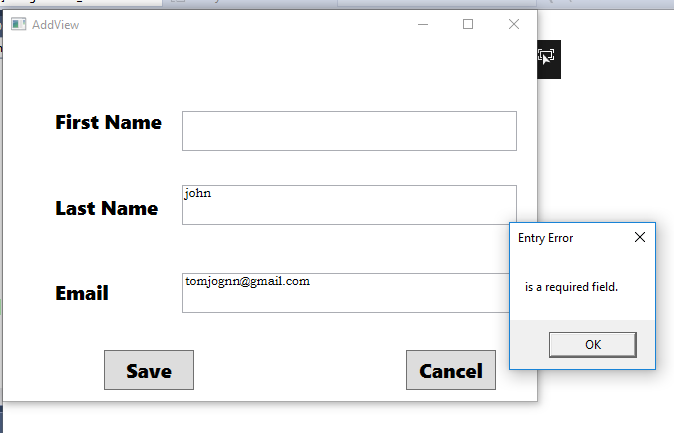 AddView
First Name
Last Name
john
Entry Error
is a required field.
Email
tomjognn@gmail.com
OK
Save
Cancel